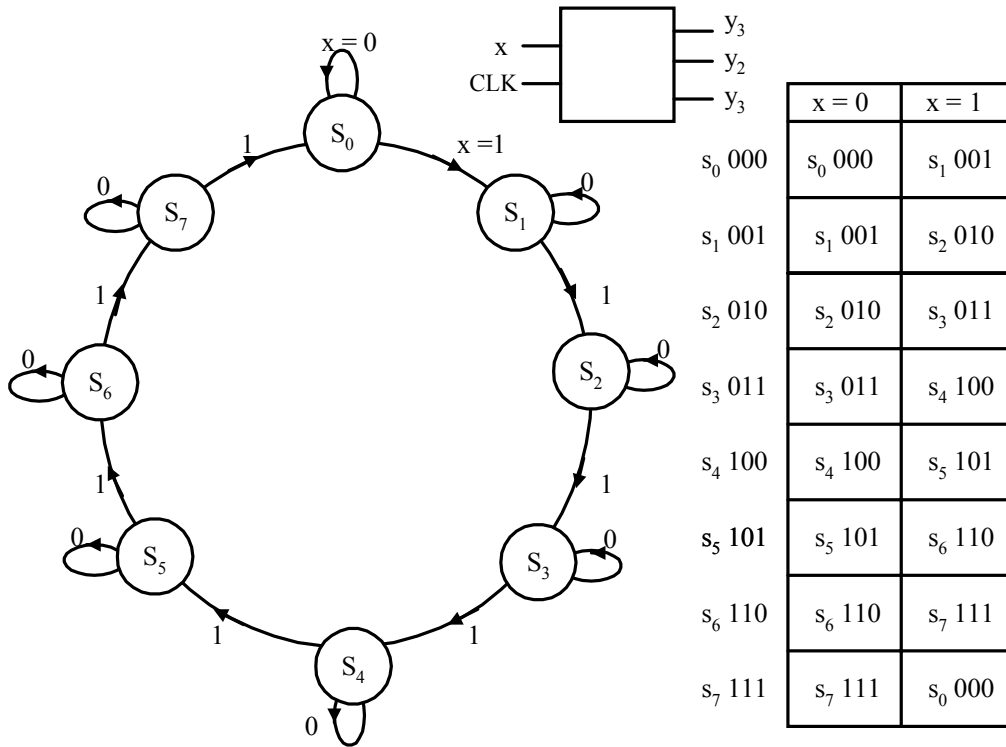 x = 0
S₀
x =1
S₁
0
1
S₂
0
1
S₃
0
1
S₄
0
1
S₅
0
1
S₆
0
1
S₇
0
1
x
CLK
y₃
y₂
y₃
x = 0 x = 1
s₀ 000 s₀ 000 s₁ 001
s₁ 001 s₁ 001 s₂ 010
s₂ 010 s₂ 010 s₃ 011
s₃ 011 s₃ 011 s₄ 100
s₄ 100 s₄ 100 s₅ 101
s₅ 101 s₅ 101 s₆ 110
s₆ 110 s₆ 110 s₇ 111
s₇ 111 s₇ 111 s₀ 000